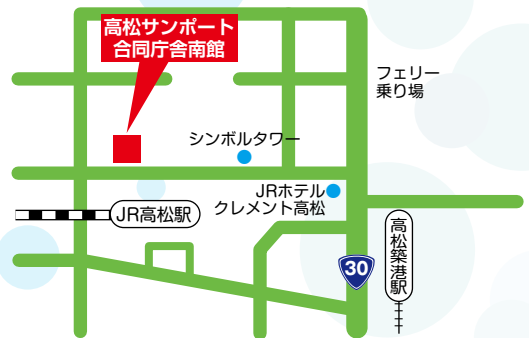 高松サンポート
合同庁舎南館
フェリー
乗り場
シンボルタワー
JRホテル
クレメント高松
JR高松駅
高松築港駅
30